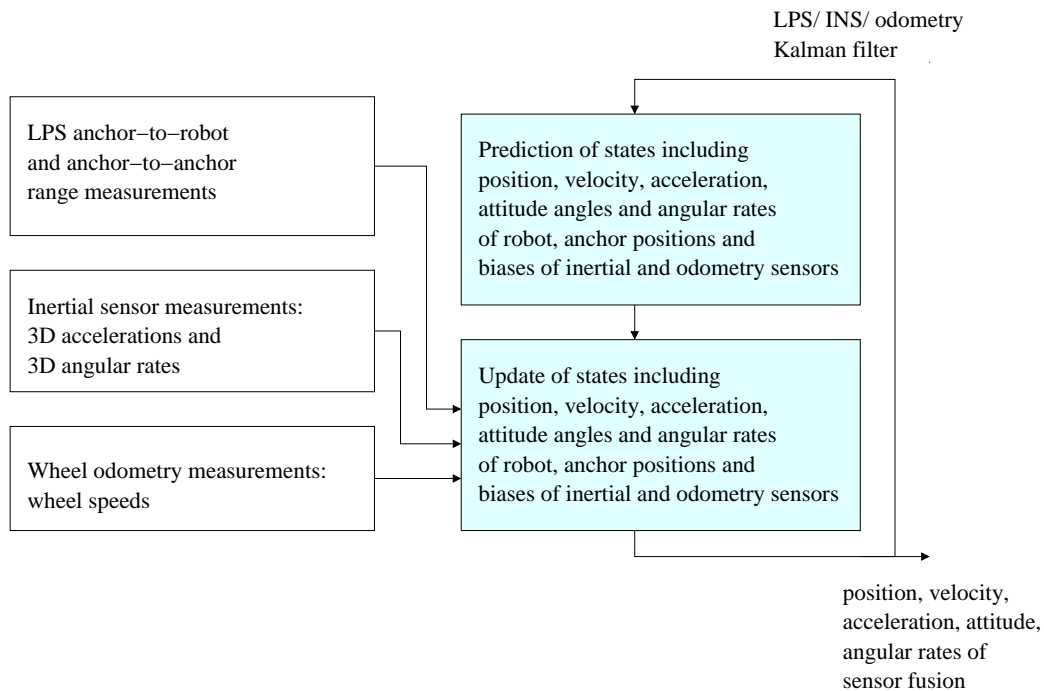 LPS/ INS/ odometry
Kalman filter
LPS anchor−to−robot
and anchor−to−anchor
range measurements
Prediction of states including
position, velocity, acceleration,
attitude angles and angular rates
of robot, anchor positions and
biases of inertial and odometry sensors
Inertial sensor measurements:
3D accelerations and
3D angular rates
Update of states including
position, velocity, acceleration,
attitude angles and angular rates
of robot, anchor positions and
biases of inertial and odometry sensors
Wheel odometry measurements:
wheel speeds
position, velocity,
acceleration, attitude,
angular rates of
sensor fusion